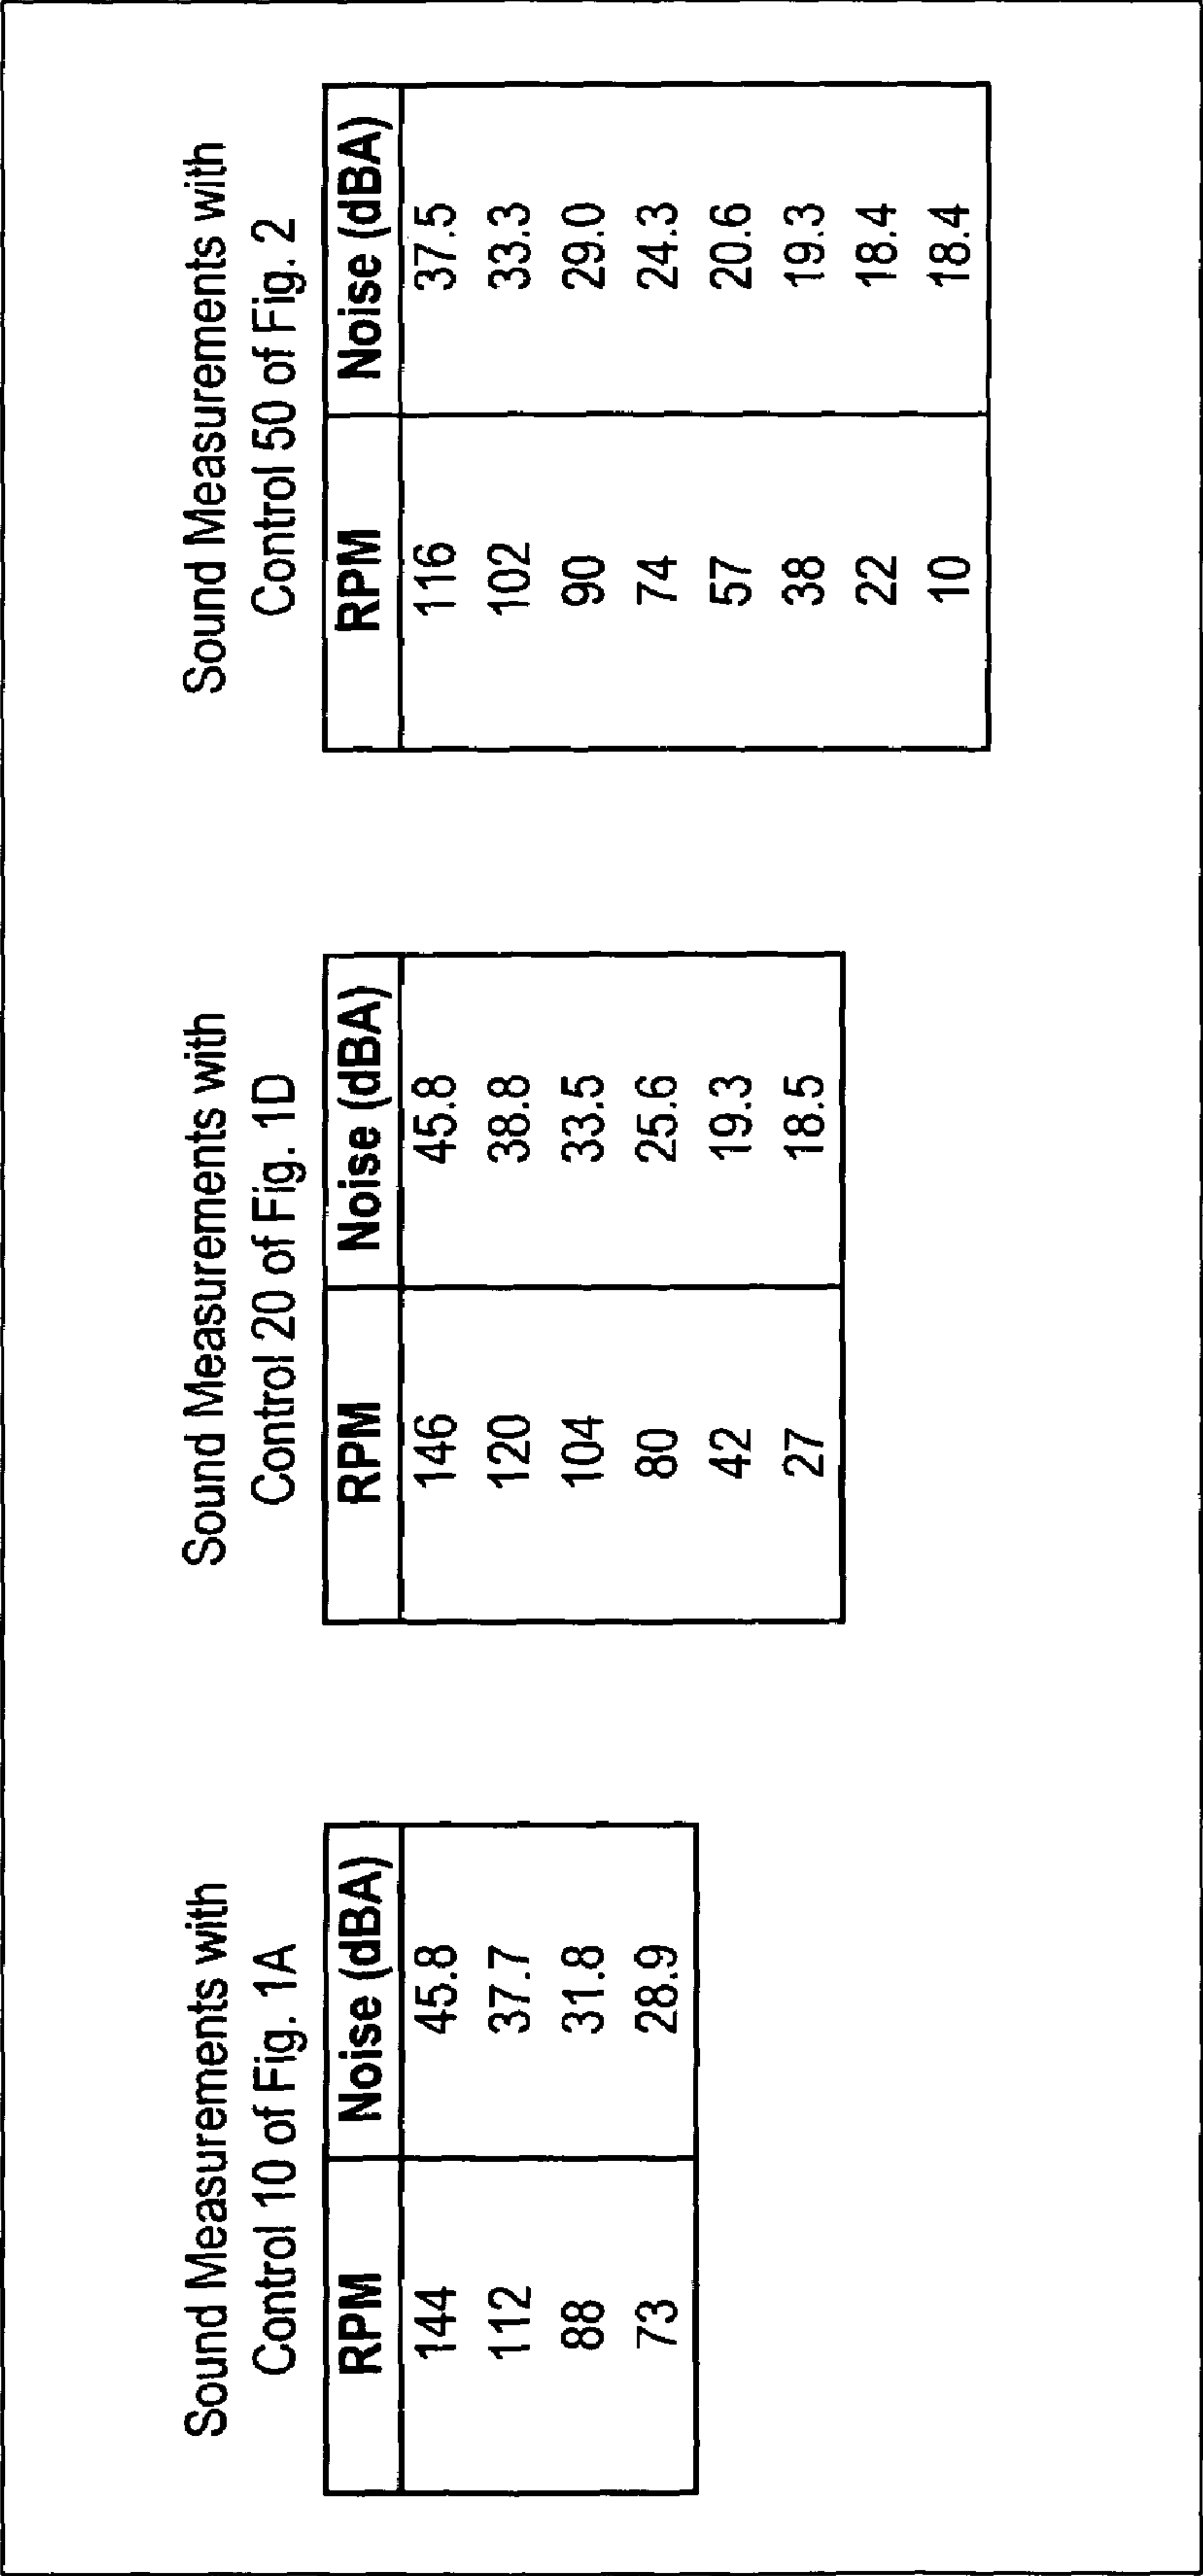 Sound Measurements with
Control 10 of Fig. 1A
RPM Noise (dBA)
144 45.8
112 37.7
88 31.8
73 28.9
Sound Measurements with
Control 20 of Fig. 1D
RPM Noise (dBA)
146 45.8
120 38.8
104 33.5
80 25.6
42 19.3
27 18.5
Sound Measurements with
Control 50 of Fig. 2
RPM Noise (dBA)
116 37.5
102 33.3
90 29.0
74 24.3
57 20.6
38 19.3
22 18.4
10 18.4